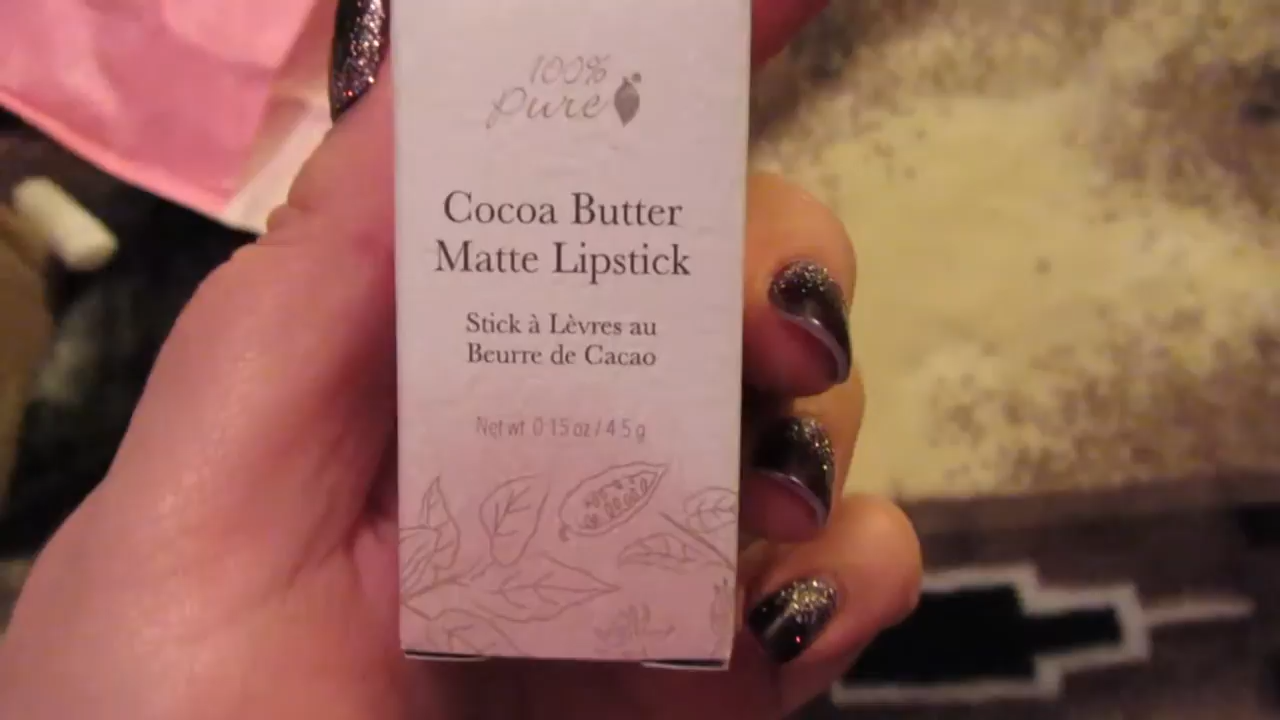 100%
Pure
Cocoa Butter
Matte Lipstick
Stick à Lèvres au
Beurre de Cacao
Net wt 0.15 oz / 4.5 g